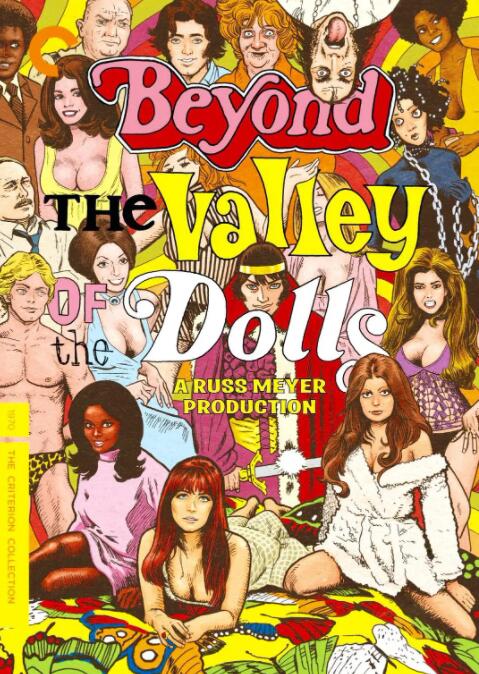 Beyond
THe Valley
OF
the Dolls
A RUSS MEYER
PRODUCTION
1970 THE CRITERION COLLECTION